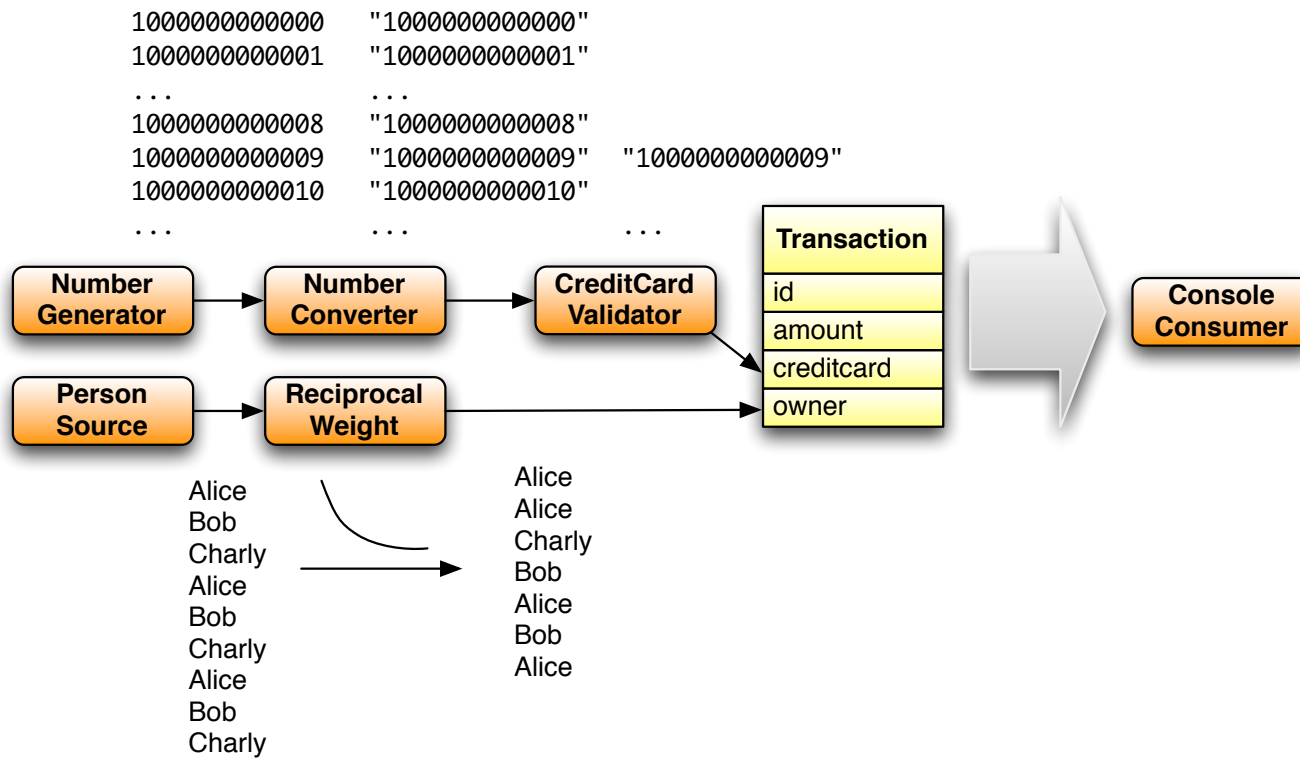 1000000000000 "1000000000000"
1000000000001 "1000000000001"
... ...
1000000000008 "1000000000008"
1000000000009 "1000000000009" "1000000000009"
1000000000010 "1000000000010"
... ... ...
Number
Generator
Number
Converter
CreditCard
Validator
Transaction
id
amount
creditcard
owner
Console
Consumer
Person
Source
Reciprocal
Weight
Alice
Bob
Charly
Alice
Bob
Charly
Alice
Bob
Charly
Alice
Alice
Charly
Bob
Alice
Bob
Alice